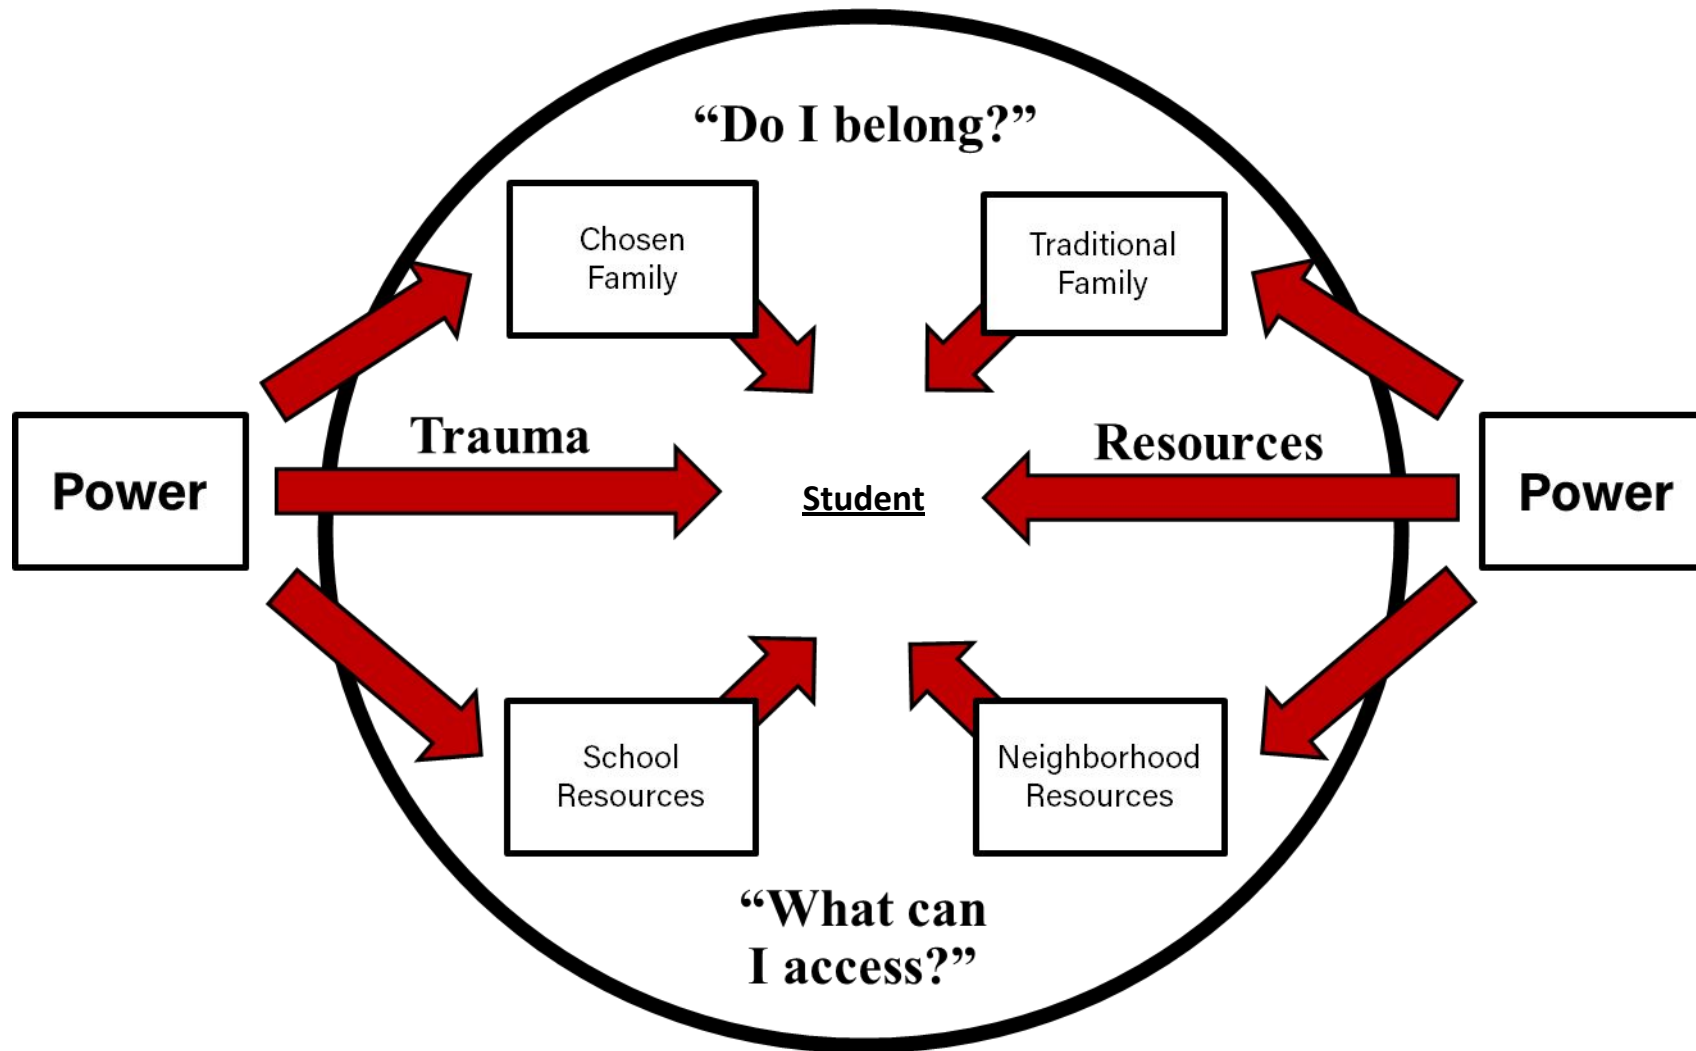 “Do I belong?”
Chosen
Family
Traditional
Family
Trauma
Resources
Power
Student
Power
School
Resources
Neighborhood
Resources
“What can
I access?”